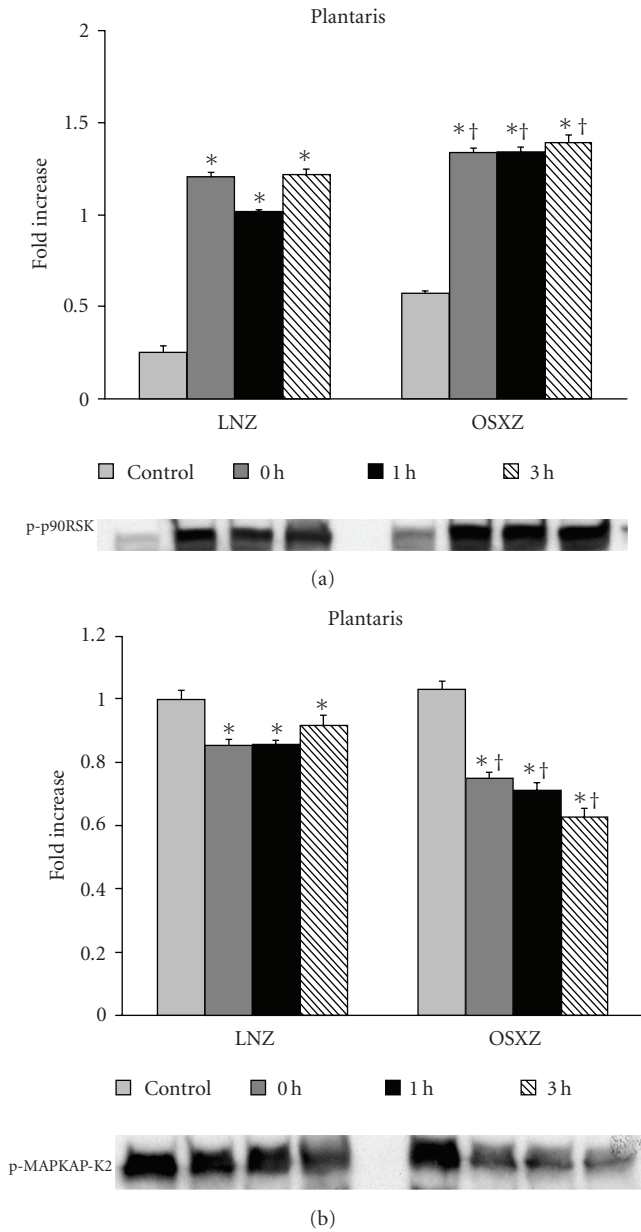 Plantaris
2
* † * † * †
1.5
* * *
1
Fold increase
0.5
0
LNZ OSXZ
Control 0 h 1 h 3 h
p-p90RSK
(a)
Plantaris
1.2
1
* * *
0.8
* † * † * †
Fold increase
0.6
0.4
0.2
0
LNZ OSXZ
Control 0 h 1 h 3 h
p-MAPKAP-K2
(b)